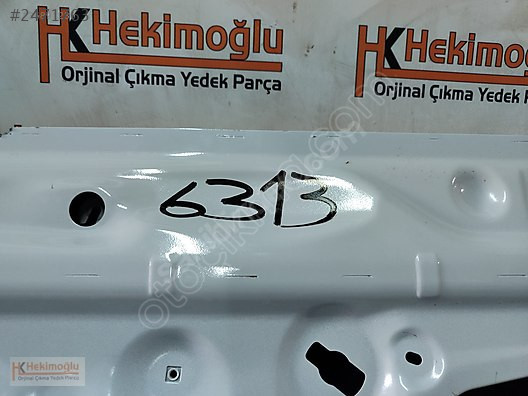 HK Hekimoğlu
Orjinal Çıkma Yedek Parça
HK Hekimoğlu
Orjinal Çıkma Yedek Parça
6313
HK Hekimoğlu
Orjinal Çıkma Yedek Parça